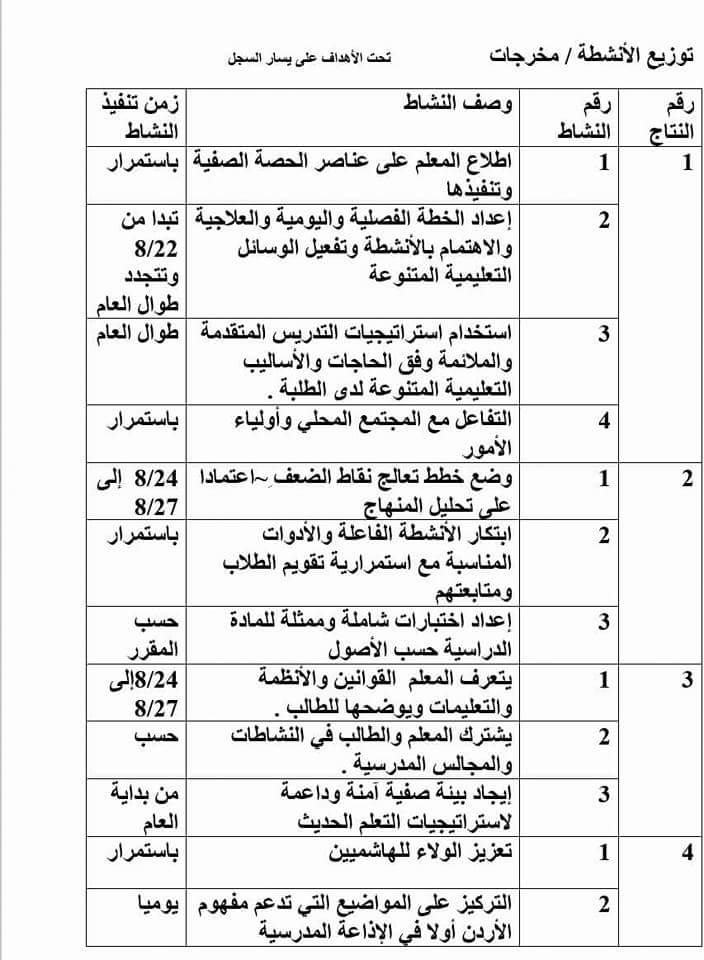 توزيع الأنشطة / مخرجات تحت الأهداف على يسار السجل
رقم النتاج رقم النشاط وصف النشاط زمن تنفيذ النشاط
1 1 اطلاع المعلم على عناصر الحصة الصفية باستمرار
وتنفيذها
2 إعداد الخطة الفصلية واليومية والعلاجية تبدا من
والاهتمام بالأنشطة وتفعيل الوسائل 8/22
التعليمية المتنوعة وتتجدد
طوال العام
3 استخدام استراتيجيات التدريس المتقدمة طوال العام
والملائمة وفق الحاجات والأساليب
التعليمية المتنوعة لدى الطلبة .
4 التفاعل مع المجتمع المحلي وأولياء باستمرار
الأمور
2 1 وضع خطط تعالج نقاط الضعف ~اعتمادا 8/24 إلى
على تحليل المنهاج 8/27
2 ابتكار الأنشطة الفاعلة والأدوات باستمرار
المناسبة مع استمرارية تقويم الطلاب
ومتابعتهم
3 إعداد اختبارات شاملة وممثلة للمادة حسب
الدراسية حسب الأصول المقرر
3 1 يتعرف المعلم القوانين والأنظمة 8/24إلى
والتعليمات ويوضحها للطالب . 8/27
2 يشترك المعلم والطالب في النشاطات حسب
والمجالس المدرسية .
3 إيجاد بيئة صفية آمنة وداعمة من بداية
لاستراتيجيات التعلم الحديث العام
4 1 تعزيز الولاء للهاشميين باستمرار
2 التركيز على المواضيع التي تدعم مفهوم يوميا
الأردن أولا في الإذاعة المدرسية